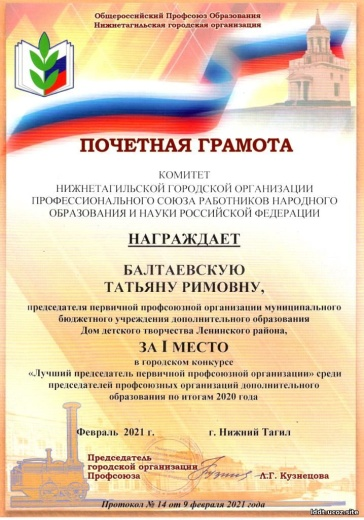 Общероссийский Профсоюз Образования
Нижнетагильская городская организация
ПОЧЕТНАЯ ГРАМОТА
КОМИТЕТ
НИЖНЕТАГИЛЬСКОЙ ГОРОДСКОЙ ОРГАНИЗАЦИИ
ПРОФЕССИОНАЛЬНОГО СОЮЗА РАБОТНИКОВ НАРОДНОГО
ОБРАЗОВАНИЯ И НАУКИ РОССИЙСКОЙ ФЕДЕРАЦИИ
НАГРАЖДАЕТ
БАЛТАЕВСКУЮ
ТАТЬЯНУ РИМОВНУ,
председателя первичной профсоюзной организации муниципального
бюджетного учреждения дополнительного образования
Дом детского творчества Ленинского района,
ЗА I МЕСТО
в городском конкурсе
«Лучший председатель первичной профсоюзной организации» среди
председателей профсоюзных организаций дополнительного
образования по итогам 2020 года
Февраль 2021 г. г. Нижний Тагил
Председатель
городской организации
Профсоюза Л.Г. Кузнецова
Протокол № 14 от 9 февраля 2021 года
lddt.ucoz.site